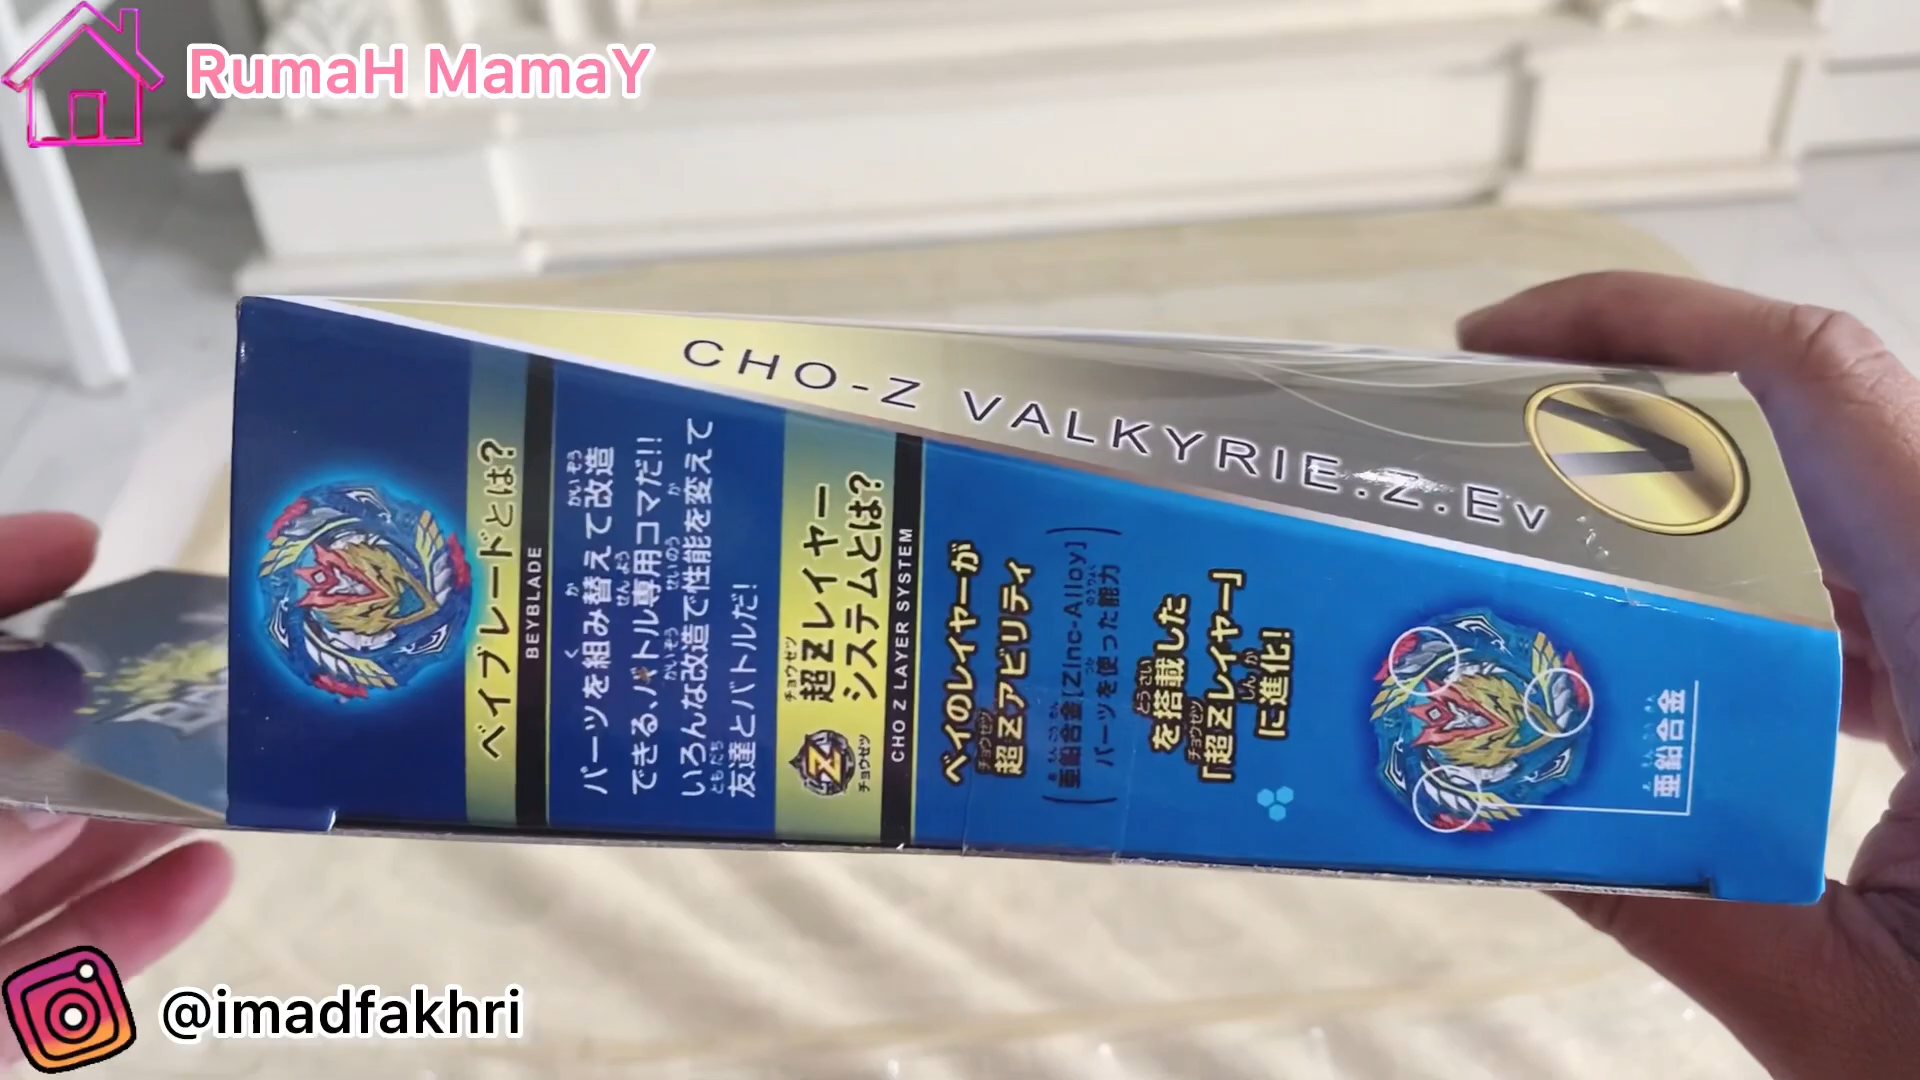 RumaH MamaY
CHO-Z VALKYRIE.Z.Ev
ベイブレードとは?
BEYBLADE
パーツを組み替えて改造
できる、バトル専用コマだ!!
いろんな改造で性能を変えて
友達とバトルだ!
超Zレイヤー
システムとは?
チョウゼツ
CHO Z LAYER SYSTEM
ベイのレイヤーが
超Zアビリティ
(亜鉛合金[Zinc-Alloy]
パーツを使った能力)
を搭載した
「超Zレイヤー」
に進化!
亜鉛合金
@imadfakhri